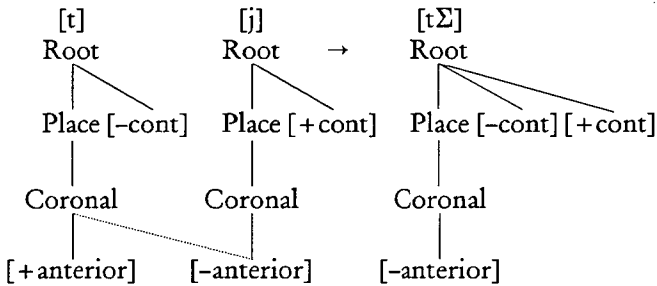 [t] [j] [tΣ]
Root Root → Root
Place [–cont] Place [+cont] Place [–cont] [+cont]
Coronal Coronal Coronal
[+anterior] [–anterior] [–anterior]